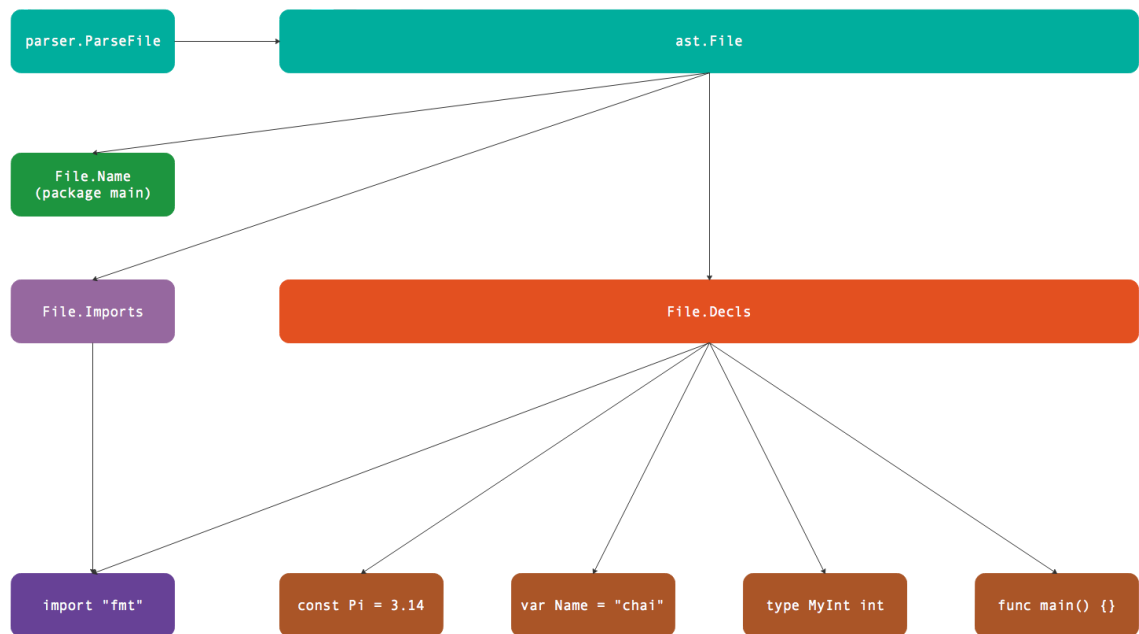 parser.ParseFile
ast.File
File.Name
(package main)
File.Imports
File.Decls
import "fmt"
const Pi = 3.14
var Name = "chai"
type MyInt int
func main() {}